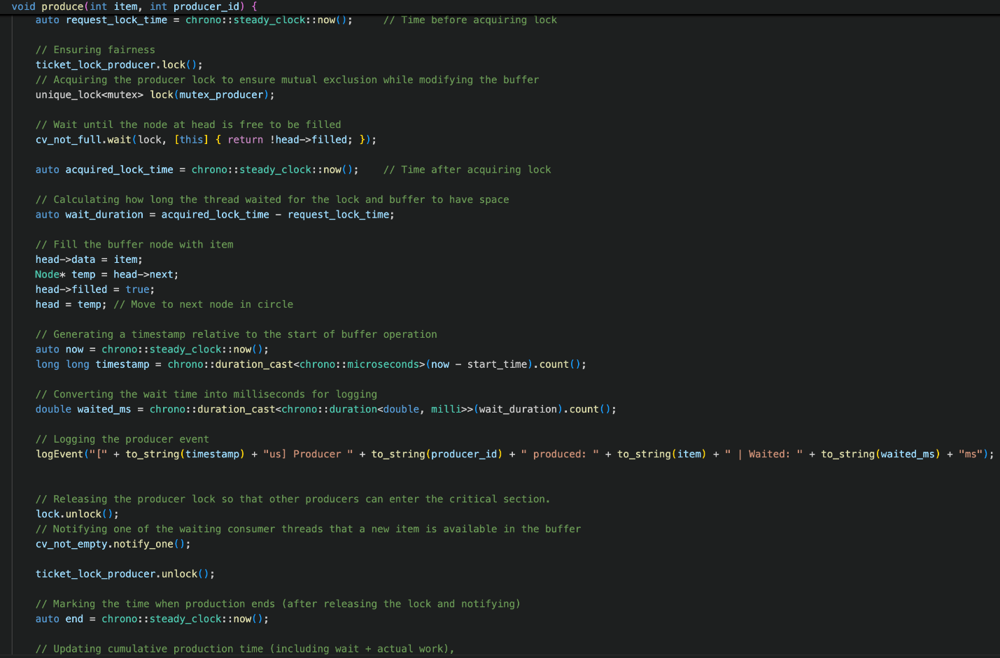 void produce(int item, int producer_id) {
auto request_lock_time = chrono::steady_clock::now();     // Time before acquiring lock
// Ensuring fairness
ticket_lock_producer.lock();
// Acquiring the producer lock to ensure mutual exclusion while modifying the buffer
unique_lock<mutex> lock(mutex_producer);
// Wait until the node at head is free to be filled
cv_not_full.wait(lock, [this] { return !head->filled; });
auto acquired_lock_time = chrono::steady_clock::now();    // Time after acquiring lock
// Calculating how long the thread waited for the lock and buffer to have space
auto wait_duration = acquired_lock_time - request_lock_time;
// Fill the buffer node with item
head->data = item;
Node* temp = head->next;
head->filled = true;
head = temp; // Move to next node in circle
// Generating a timestamp relative to the start of buffer operation
auto now = chrono::steady_clock::now();
long long timestamp = chrono::duration_cast<chrono::microseconds>(now - start_time).count();
// Converting the wait time into milliseconds for logging
double waited_ms = chrono::duration_cast<chrono::duration<double, milli>>(wait_duration).count();
// Logging the producer event
logEvent("[" + to_string(timestamp) + "us] Producer " + to_string(producer_id) + " produced: " + to_string(item) + " | Waited: " + to_string(waited_ms) + "ms");
// Releasing the producer lock so that other producers can enter the critical section.
lock.unlock();
// Notifying one of the waiting consumer threads that a new item is available in the buffer
cv_not_empty.notify_one();
ticket_lock_producer.unlock();
// Marking the time when production ends (after releasing the lock and notifying)
auto end = chrono::steady_clock::now();
// Updating cumulative production time (including wait + actual work),